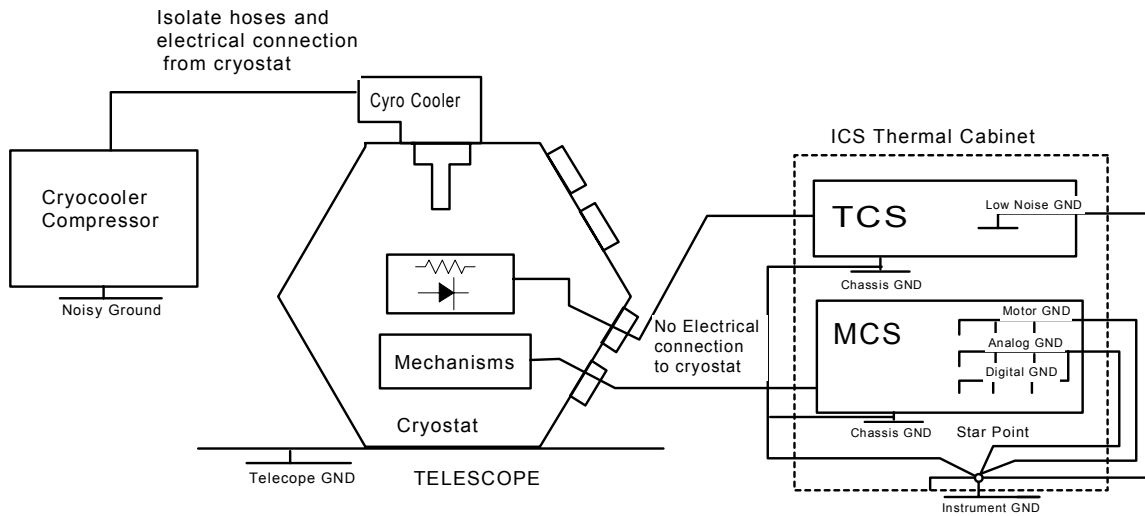 Isolate hoses and
electrical connection
from cryostat
Cyro Cooler
ICS Thermal Cabinet
Cryocooler
Compressor
TCS
Low Noise GND
Chassis GND
Noisy Ground
No Electrical
connection
to cryostat
MCS
Motor GND
Analog GND
Digital GND
Mechanisms
Cryostat
Chassis GND
Star Point
Telecope GND
TELESCOPE
Instrument GND